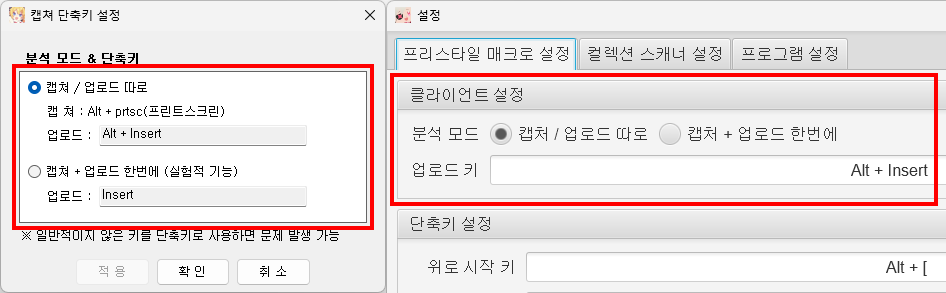 캡쳐 단축키 설정
분석 모드 & 단축키
캡쳐 / 업로드 따로
캡 쳐 : Alt + prtsc(프린트스크린)
업로드 : Alt + Insert
캡쳐 + 업로드 한번에 (실험적 기능)
업로드 : Insert
※ 일반적이지 않은 키를 단축키로 사용하면 문제 발생 가능
적 용 확 인 취 소
설정
프리스타일 매크로 설정 컬렉션 스캐너 설정 프로그램 설정
클라이언트 설정
분석 모드 캡처 / 업로드 따로 캡처 + 업로드 한번에
업로드 키 Alt + Insert
단축키 설정
위로 시작 키 Alt + [